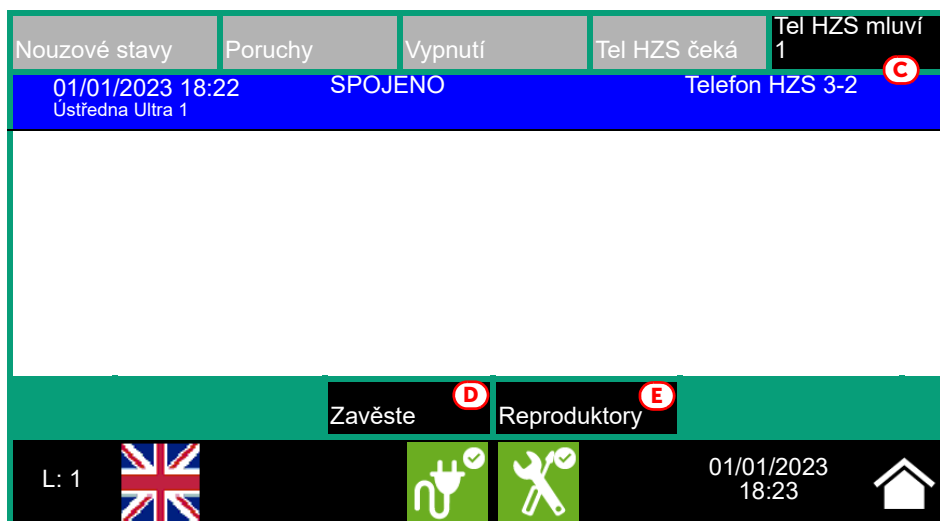 Nouzové stavy
Poruchy
Vypnutí
Tel HZS čeká
Tel HZS mluví
1
C
01/01/2023 18:22
SPOJENO
Telefon HZS 3-2
Ústředna Ultra 1
D
E
Zavěste
Reproduktory
L: 1
01/01/2023
18:23